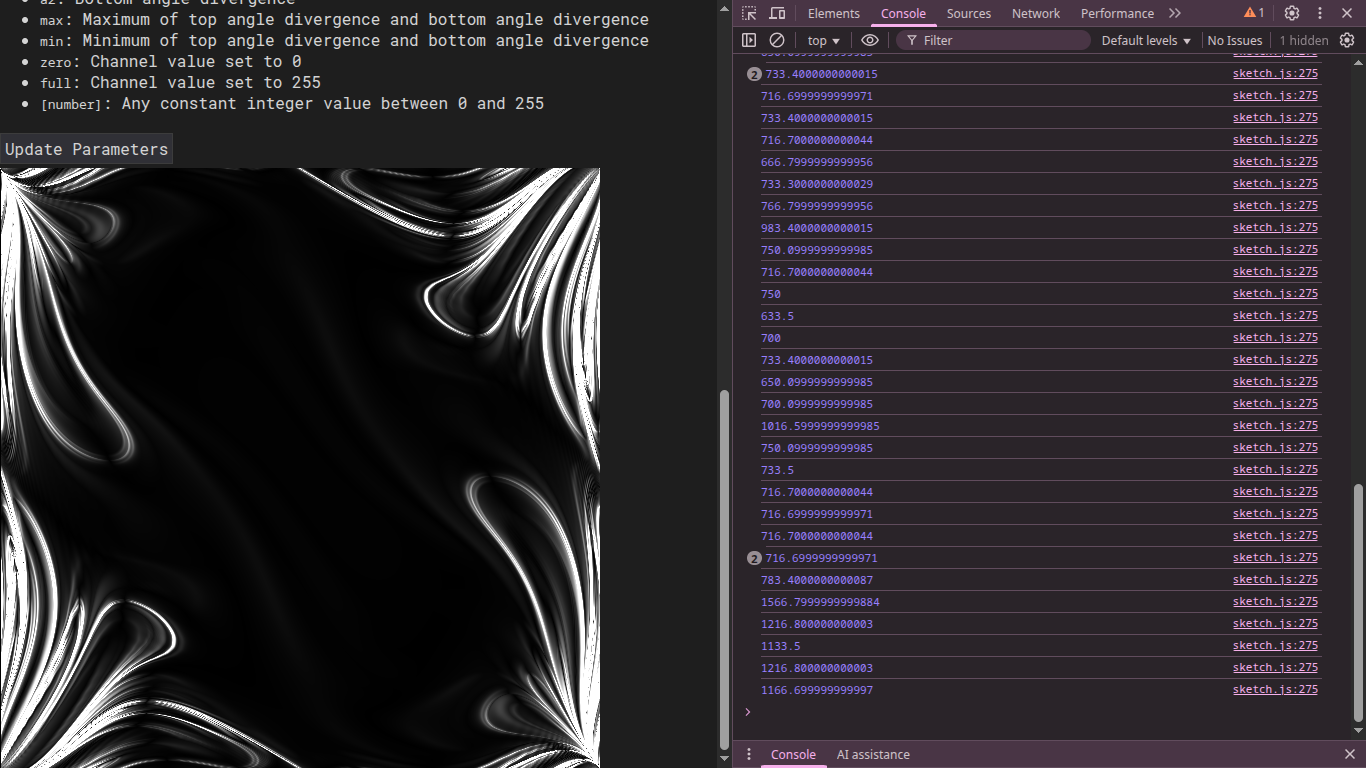 a2: Bottom angle divergence
max: Maximum of top angle divergence and bottom angle divergence
min: Minimum of top angle divergence and bottom angle divergence
zero: Channel value set to 0
full: Channel value set to 255
[number]: Any constant integer value between 0 and 255
Update Parameters
Elements Console Sources Network Performance 1
top Filter Default levels No Issues 1 hidden
sketch.js:275
2 733.4000000000015 sketch.js:275
716.6999999999971 sketch.js:275
733.4000000000015 sketch.js:275
716.7000000000044 sketch.js:275
666.7999999999956 sketch.js:275
733.3000000000029 sketch.js:275
766.7999999999956 sketch.js:275
983.4000000000015 sketch.js:275
750.0999999999985 sketch.js:275
716.7000000000044 sketch.js:275
750 sketch.js:275
633.5 sketch.js:275
700 sketch.js:275
733.4000000000015 sketch.js:275
650.0999999999985 sketch.js:275
700.0999999999985 sketch.js:275
1016.5999999999985 sketch.js:275
750.0999999999985 sketch.js:275
733.5 sketch.js:275
716.7000000000044 sketch.js:275
716.6999999999971 sketch.js:275
716.7000000000044 sketch.js:275
2 716.6999999999971 sketch.js:275
783.4000000000087 sketch.js:275
1566.7999999999884 sketch.js:275
1216.800000000003 sketch.js:275
1133.5 sketch.js:275
1216.800000000003 sketch.js:275
1166.699999999997 sketch.js:275
Console AI assistance